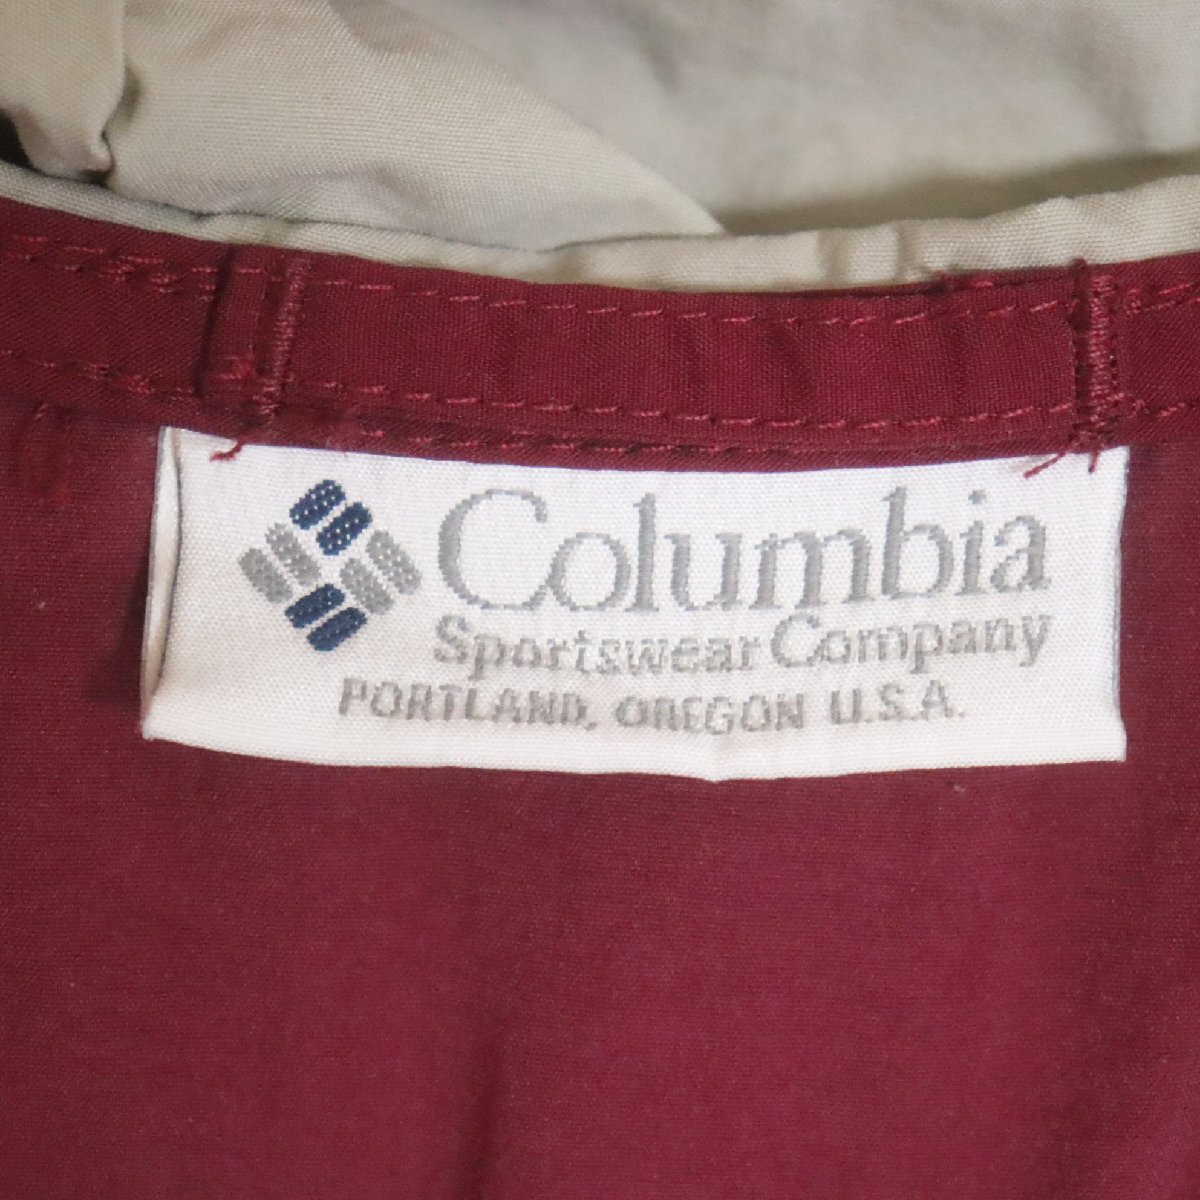 Columbia
Sportswear Company
PORTLAND, OREGON U.S.A.